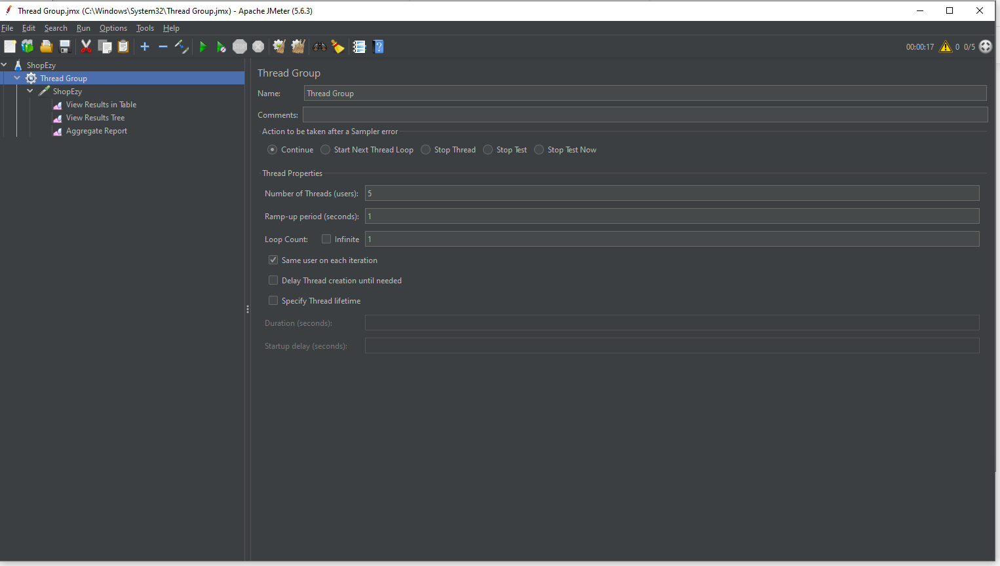 Thread Group.jmx (C:\Windows\System32\Thread Group.jmx) - Apache JMeter (5.6.3)
File Edit Search Run Options Tools Help
STOP 00:00:17 0 0/5
ShopEzy
Thread Group
ShopEzy
View Results in Table
View Results Tree
Aggregate Report
Thread Group
Name: Thread Group
Comments:
Action to be taken after a Sampler error
Continue Start Next Thread Loop Stop Thread Stop Test Stop Test Now
Thread Properties
Number of Threads (users): 5
Ramp-up period (seconds): 1
Loop Count: Infinite 1
Same user on each iteration
Delay Thread creation until needed
Specify Thread lifetime
Duration (seconds):
Startup delay (seconds):